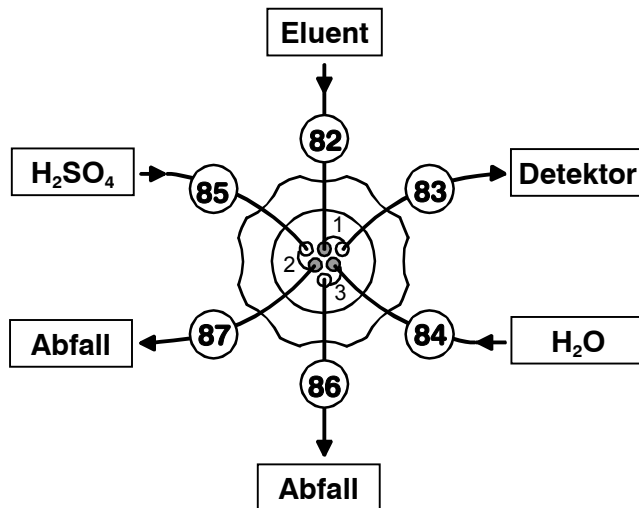 Eluent
82
H₂SO₄
85
83
Detektor
1
2
3
Abfall
87
84
H₂O
86
Abfall